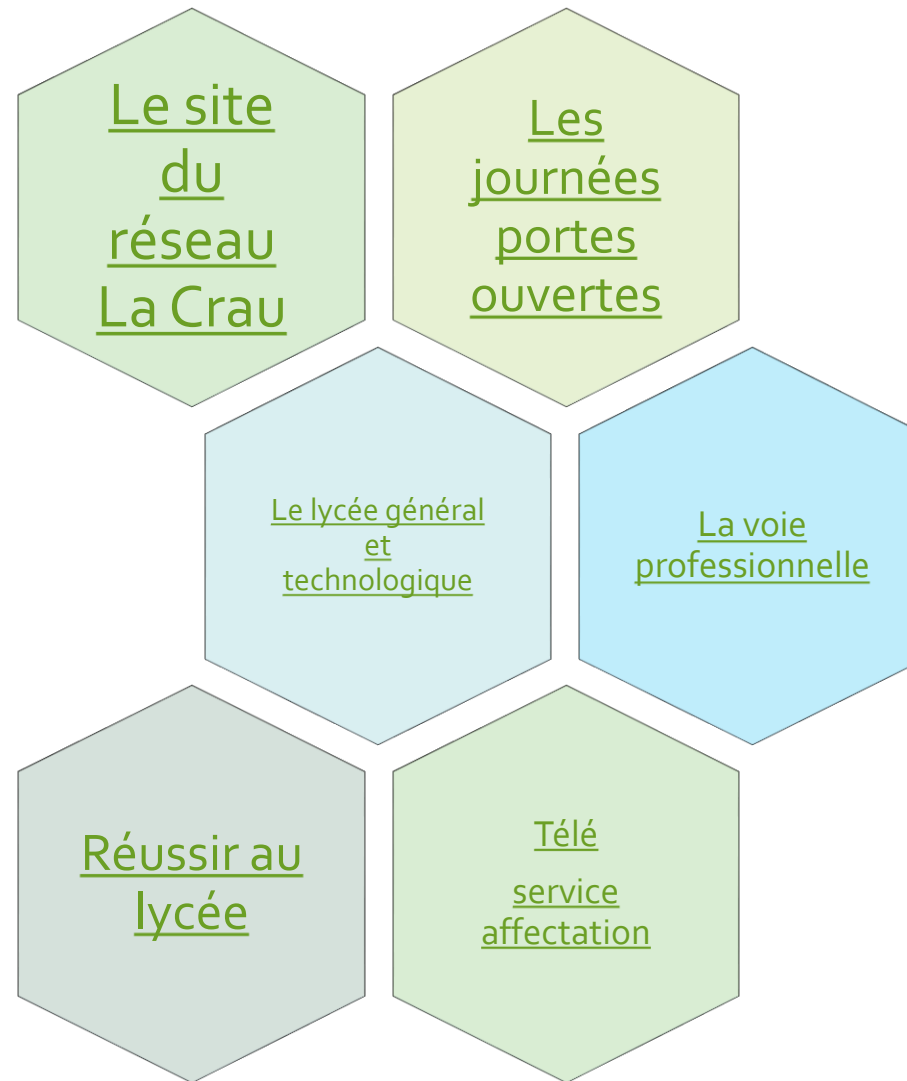 Le site
du
réseau
La Crau
Les
journées
portes
ouvertes
Le lycée général
et
technologique
La voie
professionnelle
Réussir au
lycée
Télé
service
affectation